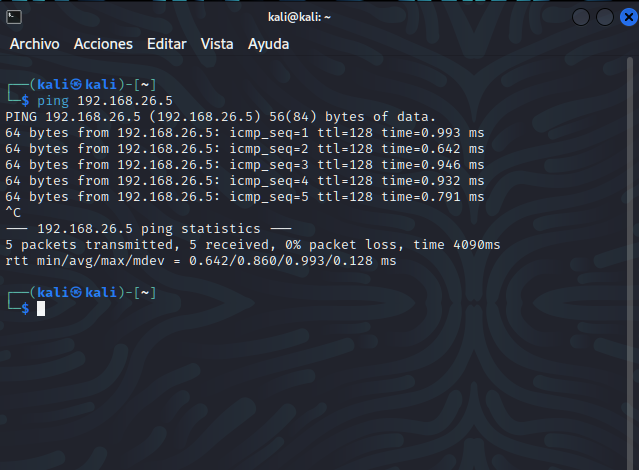 kali@kali: ~
Archivo Acciones Editar Vista Ayuda
┌──(kali㉿kali)-[~]
└─$ ping 192.168.26.5
PING 192.168.26.5 (192.168.26.5) 56(84) bytes of data.
64 bytes from 192.168.26.5: icmp_seq=1 ttl=128 time=0.993 ms
64 bytes from 192.168.26.5: icmp_seq=2 ttl=128 time=0.642 ms
64 bytes from 192.168.26.5: icmp_seq=3 ttl=128 time=0.946 ms
64 bytes from 192.168.26.5: icmp_seq=4 ttl=128 time=0.932 ms
64 bytes from 192.168.26.5: icmp_seq=5 ttl=128 time=0.791 ms
^C
--- 192.168.26.5 ping statistics ---
5 packets transmitted, 5 received, 0% packet loss, time 4090ms
rtt min/avg/max/mdev = 0.642/0.860/0.993/0.128 ms
┌──(kali㉿kali)-[~]
└─$